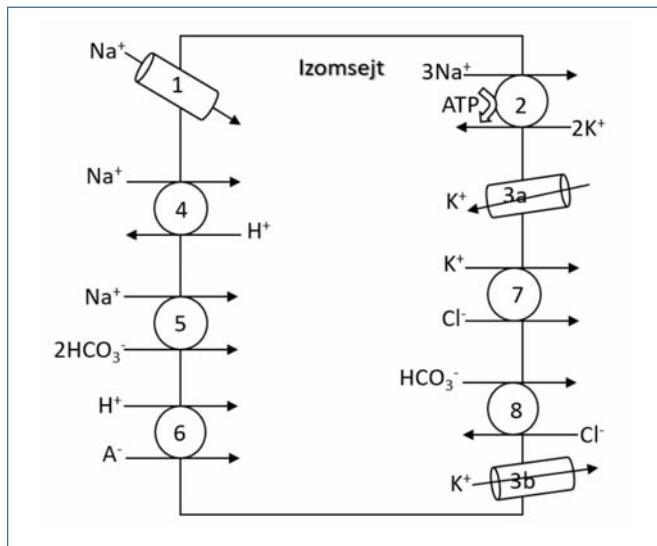 Izomsejt
Na⁺
1
Na⁺
4
H⁺
Na⁺
5
2HCO₃⁻
H⁺
6
A⁻
3Na⁺
ATP
2
2K⁺
3a
K⁺
K⁺
7
Cl⁻
HCO₃⁻
8
Cl⁻
K⁺
3b